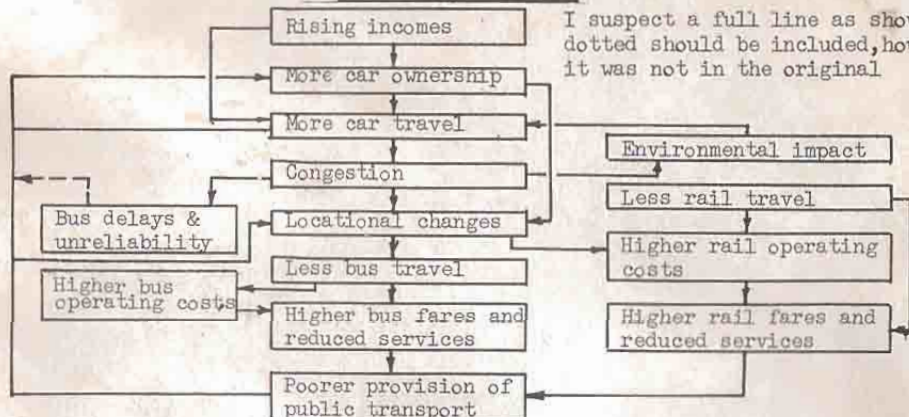 Rising incomes
I suspect a full line as
dotted should be included,
it was not in the original
More car ownership
More car travel
Environmental impact
Congestion
Less rail travel
Bus delays &
unreliability
Locational changes
Higher rail operating
costs
Less bus travel
Higher bus
operating costs
Higher bus fares and
reduced services
Higher rail fares and
reduced services
Poorer provision of
public transport